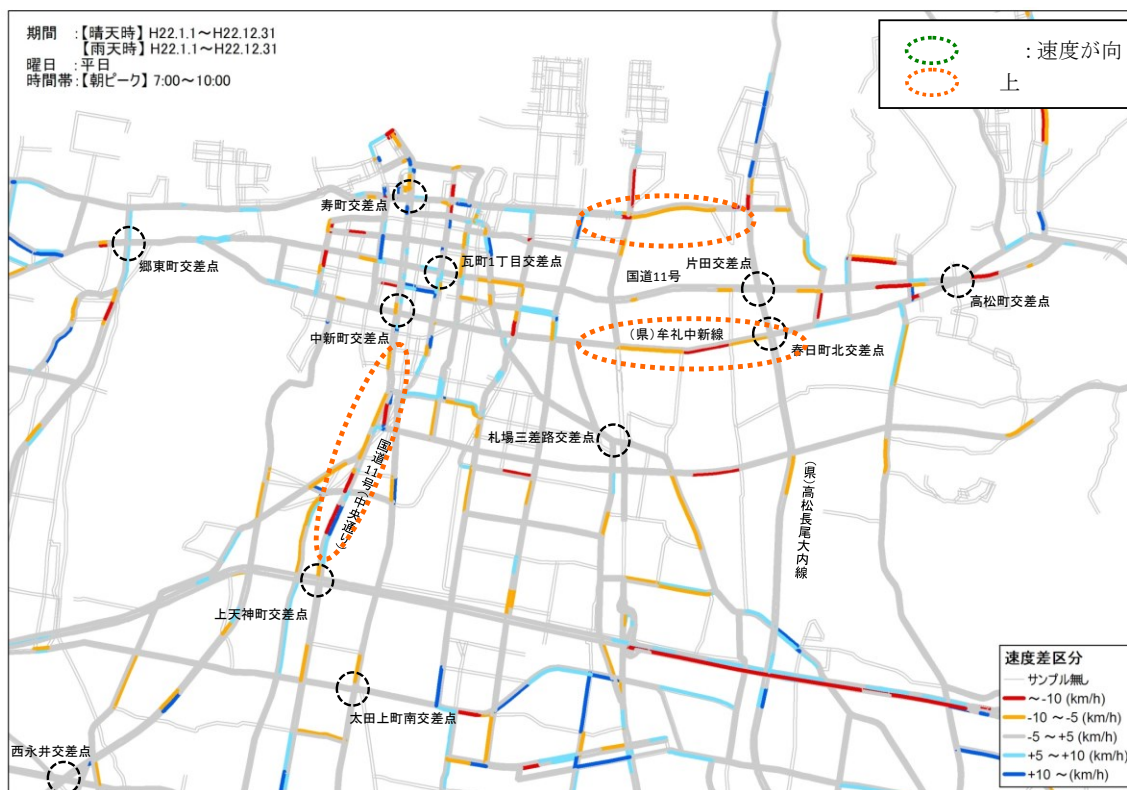 期間 :【晴天時】H22.1.1～H22.12.31
【雨天時】H22.1.1～H22.12.31
曜日 :平日
時間帯:【朝ピーク】7:00～10:00
:速度が向
上
寿町交差点
郷東町交差点
瓦町1丁目交差点
国道11号
片田交差点
高松町交差点
中新町交差点
(県)牟礼中新線
春日町北交差点
札場三差路交差点
国道11号(中央通り)
(県)高松長尾大内線
上天神町交差点
太田上町南交差点
西永井交差点
速度差区分
サンプル無し
～-10 (km/h)
-10 ～ -5 (km/h)
-5 ～ +5 (km/h)
+5 ～ +10 (km/h)
+10 ～ (km/h)